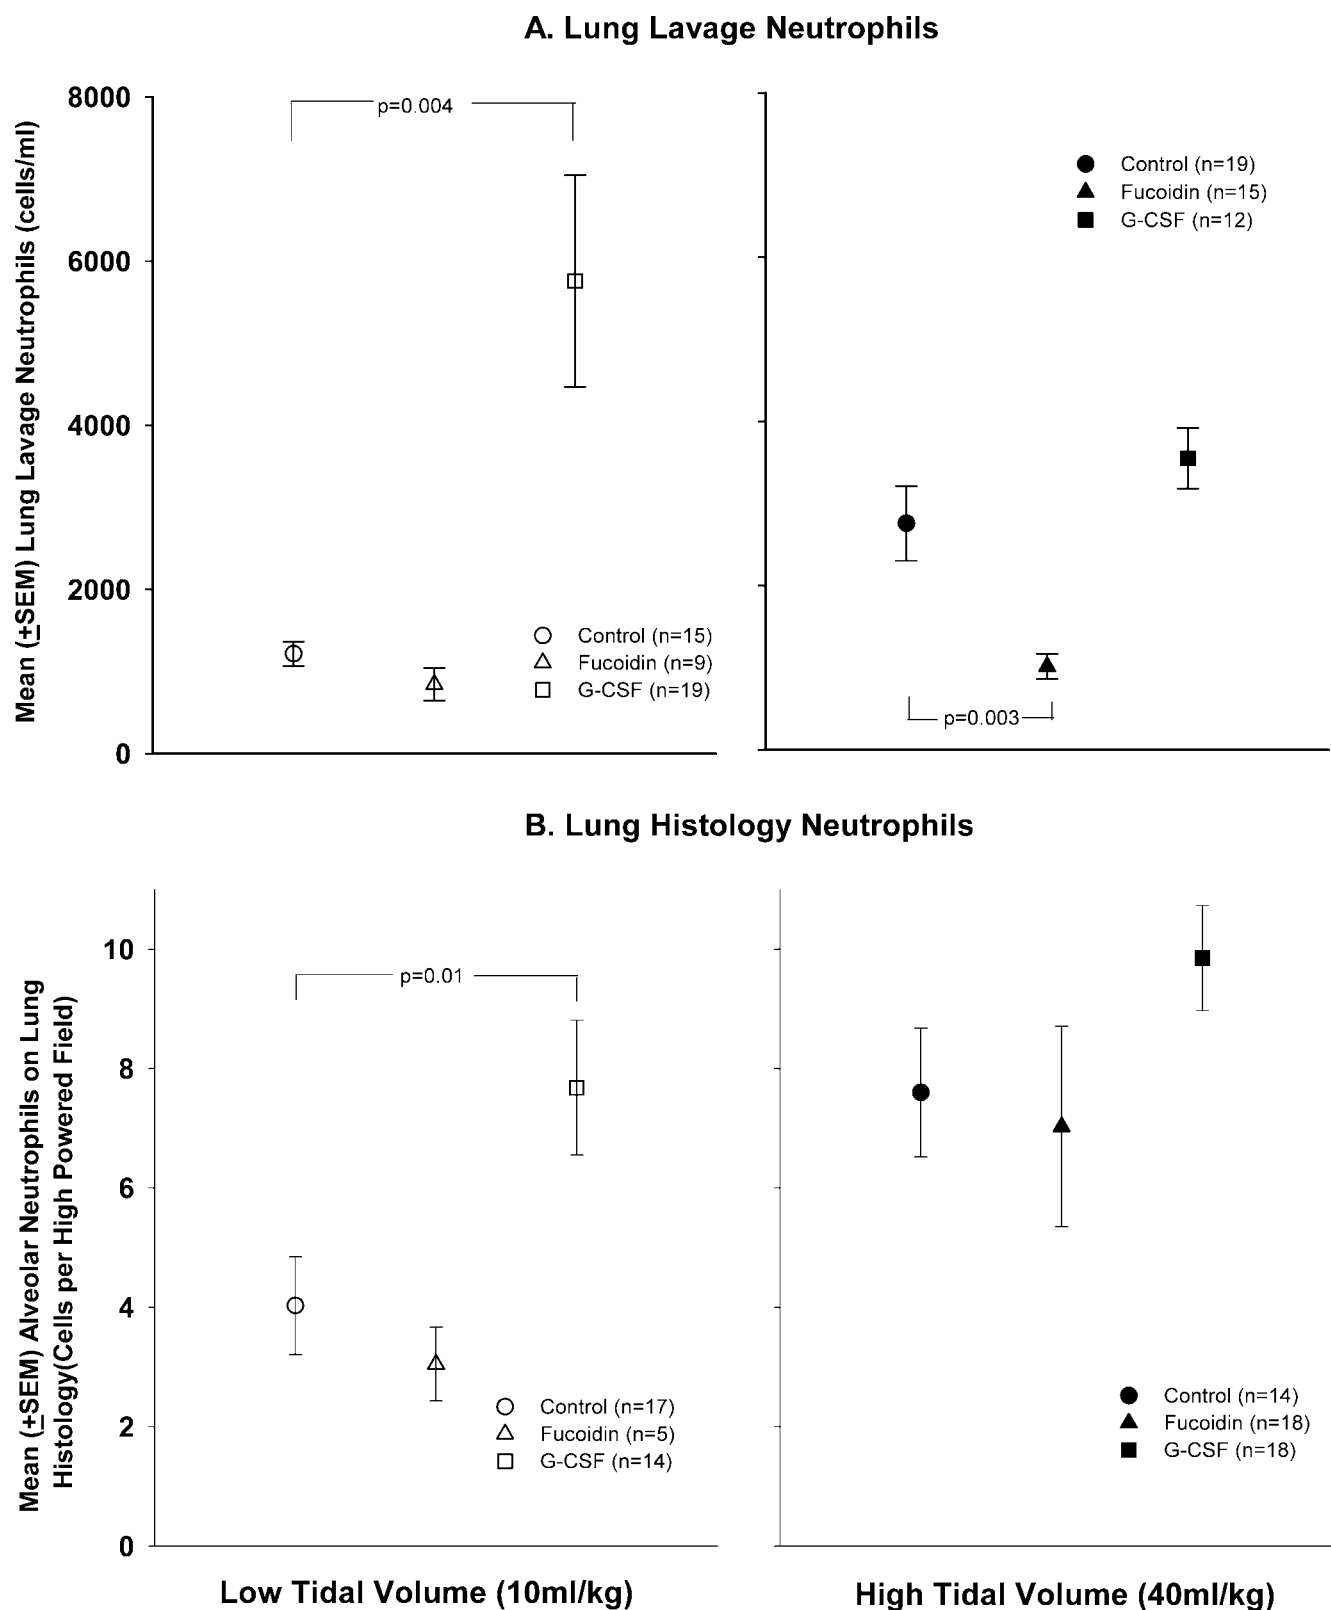 A. Lung Lavage Neutrophils
Mean (±SEM) Lung Lavage Neutrophils (cells/ml)
8000
6000
4000
2000
0
p=0.004
Control (n=15)
Fucoidin (n=9)
G-CSF (n=19)
Control (n=19)
Fucoidin (n=15)
G-CSF (n=12)
p=0.003
B. Lung Histology Neutrophils
Mean (±SEM) Alveolar Neutrophils on Lung
Histology(Cells per High Powered Field)
10
8
6
4
2
0
p=0.01
Control (n=17)
Fucoidin (n=5)
G-CSF (n=14)
Control (n=14)
Fucoidin (n=18)
G-CSF (n=18)
Low Tidal Volume (10ml/kg)
High Tidal Volume (40ml/kg)